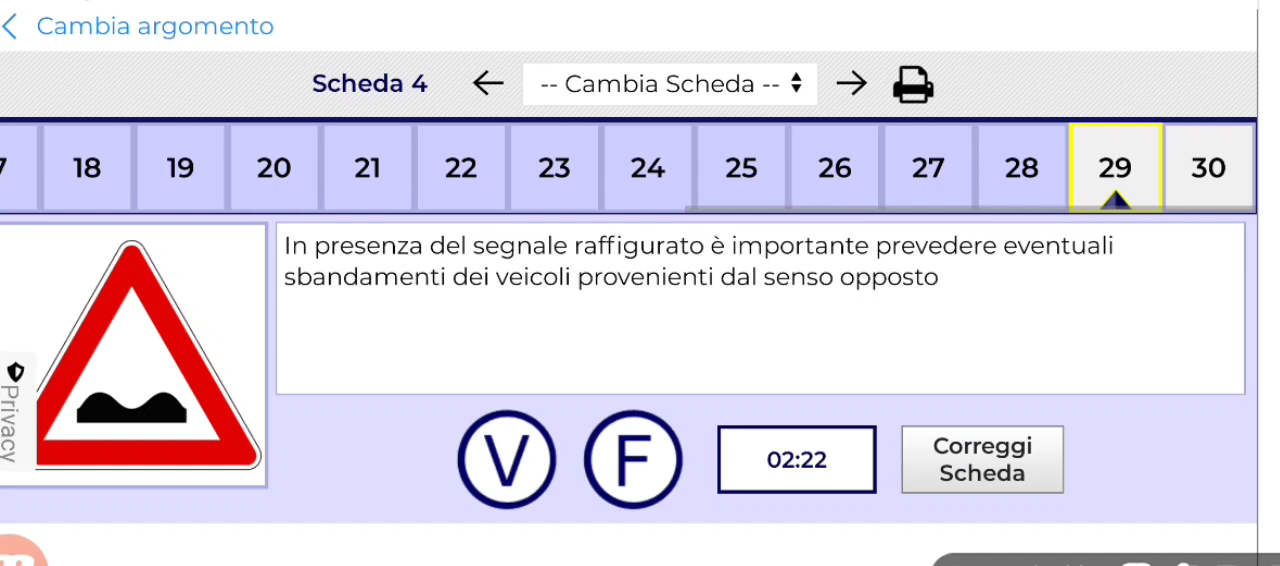 Cambia argomento
Scheda 4 -- Cambia Scheda --
18 19 20 21 22 23 24 25 26 27 28 29 30
In presenza del segnale raffigurato è importante prevedere eventuali
sbandamenti dei veicoli provenienti dal senso opposto
Privacy
V F 02:22 Correggi
Scheda